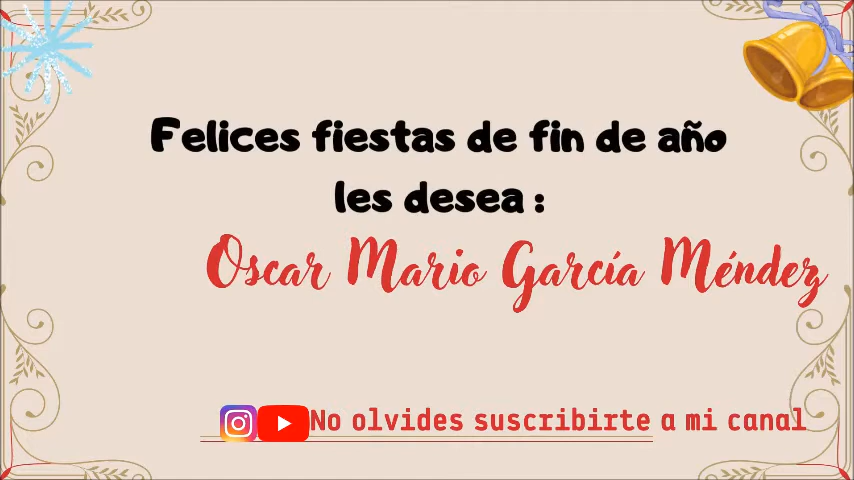 Felices fiestas de fin de año
les desea :
Oscar Mario García Méndez
No olvides suscribirte a mi canal